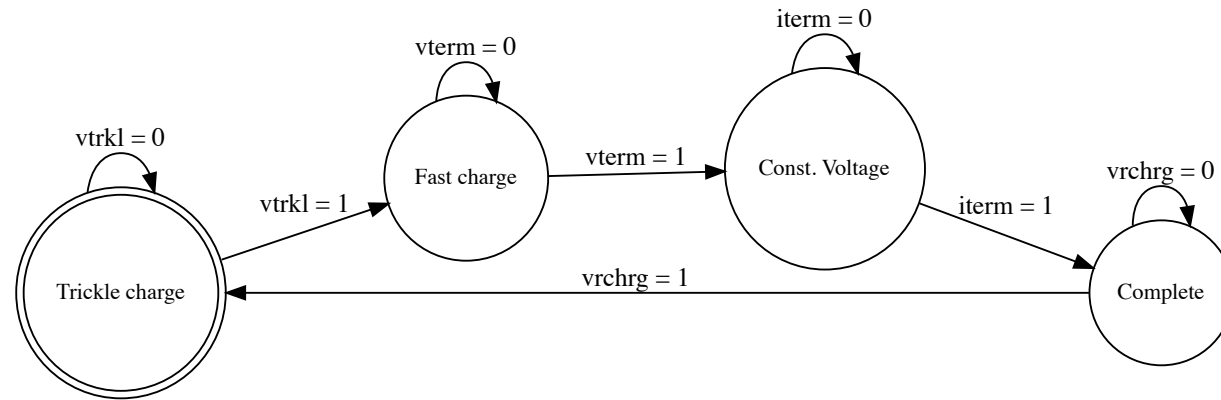 iterm = 0
vterm = 0
vtrkl = 0
vtrkl = 1
vterm = 1
iterm = 1
vrchrg = 0
Fast charge
Const. Voltage
Trickle charge
vrchrg = 1
Complete